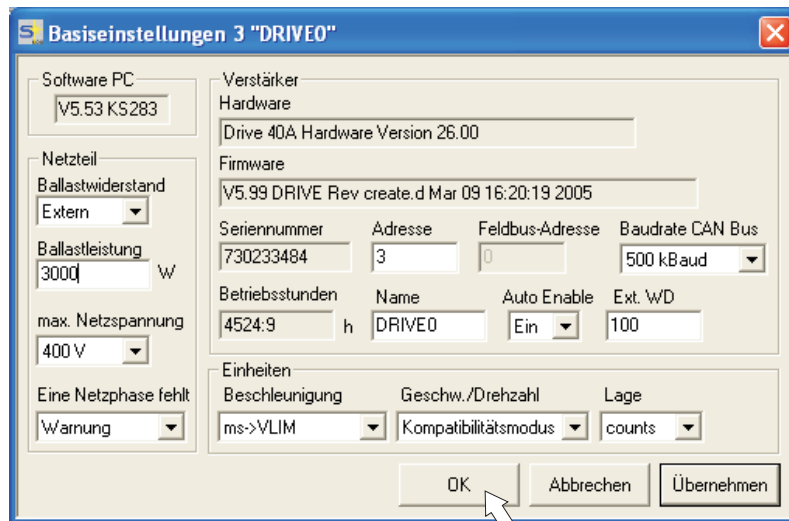 Basiseinstellungen 3 "DRIVE0"
Software PC
V5.53 KS283
Netzteil
Ballastwiderstand
Extern
Ballastleistung
3000 W
max. Netzspannung
400 V
Eine Netzphase fehlt
Warnung
Verstärker
Hardware
Drive 40A Hardware Version 26.00
Firmware
V5.99 DRIVE Rev create.d Mar 09 16:20:19 2005
Seriennummer Adresse Feldbus-Adresse Baudrate CAN Bus
730233484 3 0 500 kBaud
Betriebsstunden Name Auto Enable Ext. WD
4524:9 h DRIVE0 Ein 100
Einheiten
Beschleunigung Geschw./Drehzahl Lage
ms->VLIM Kompatibilitätsmodus counts
OK Abbrechen Übernehmen